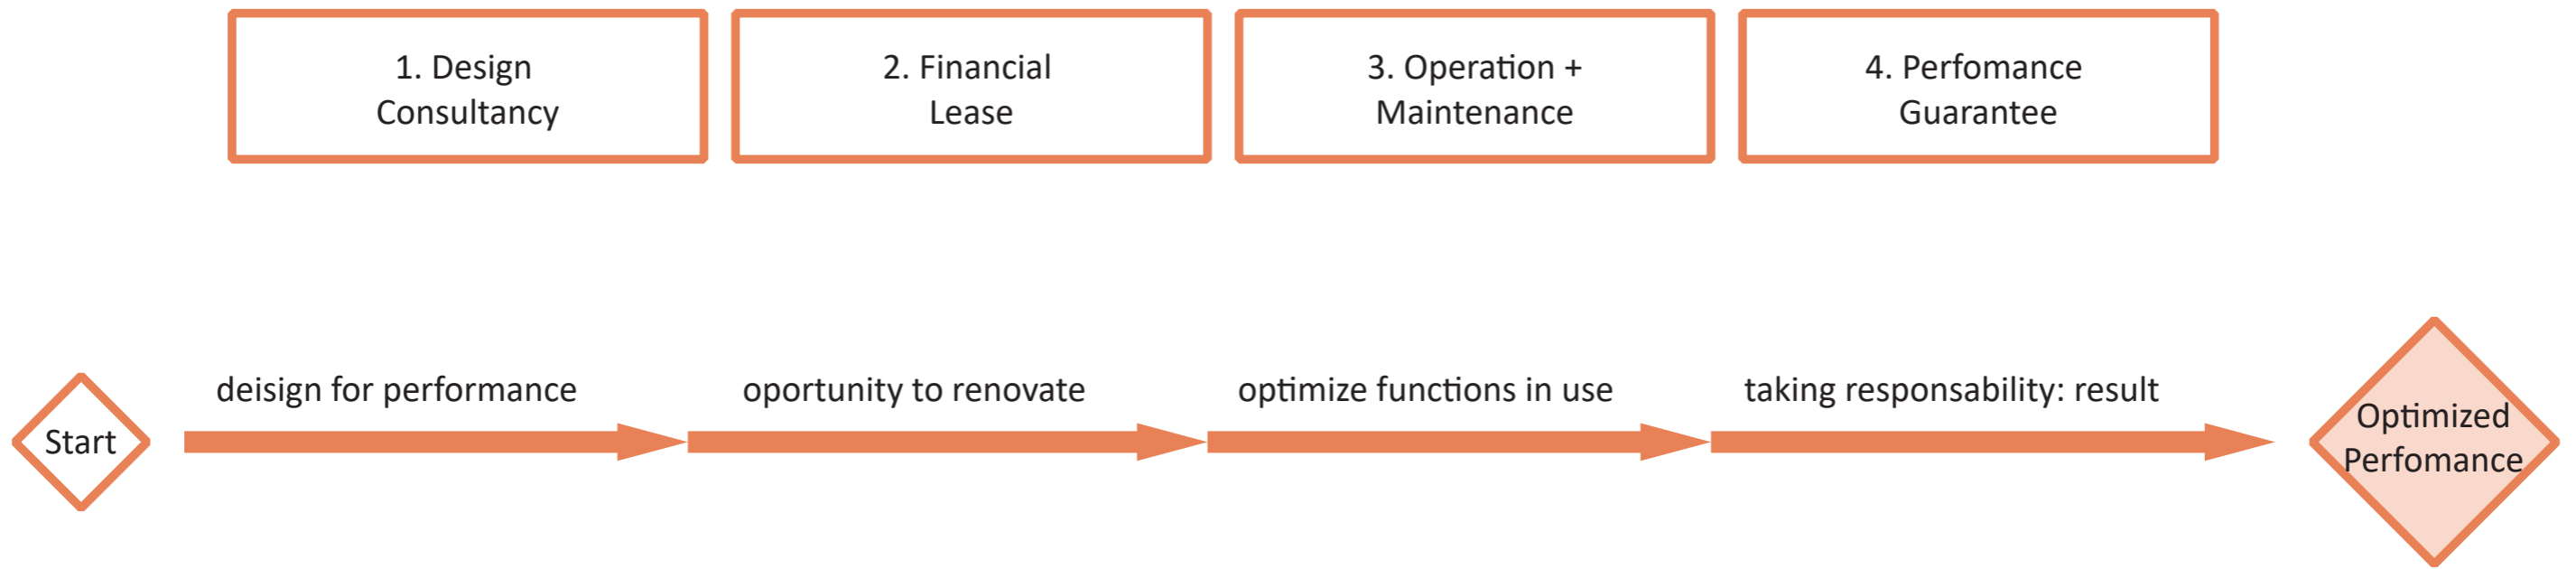 1. Design
Consultancy
2. Financial
Lease
3. Operation +
Maintenance
4. Perfomance
Guarantee
deisign for performance
oportunity to renovate
optimize functions in use
taking responsability: result
Start
Optimized
Perfomance